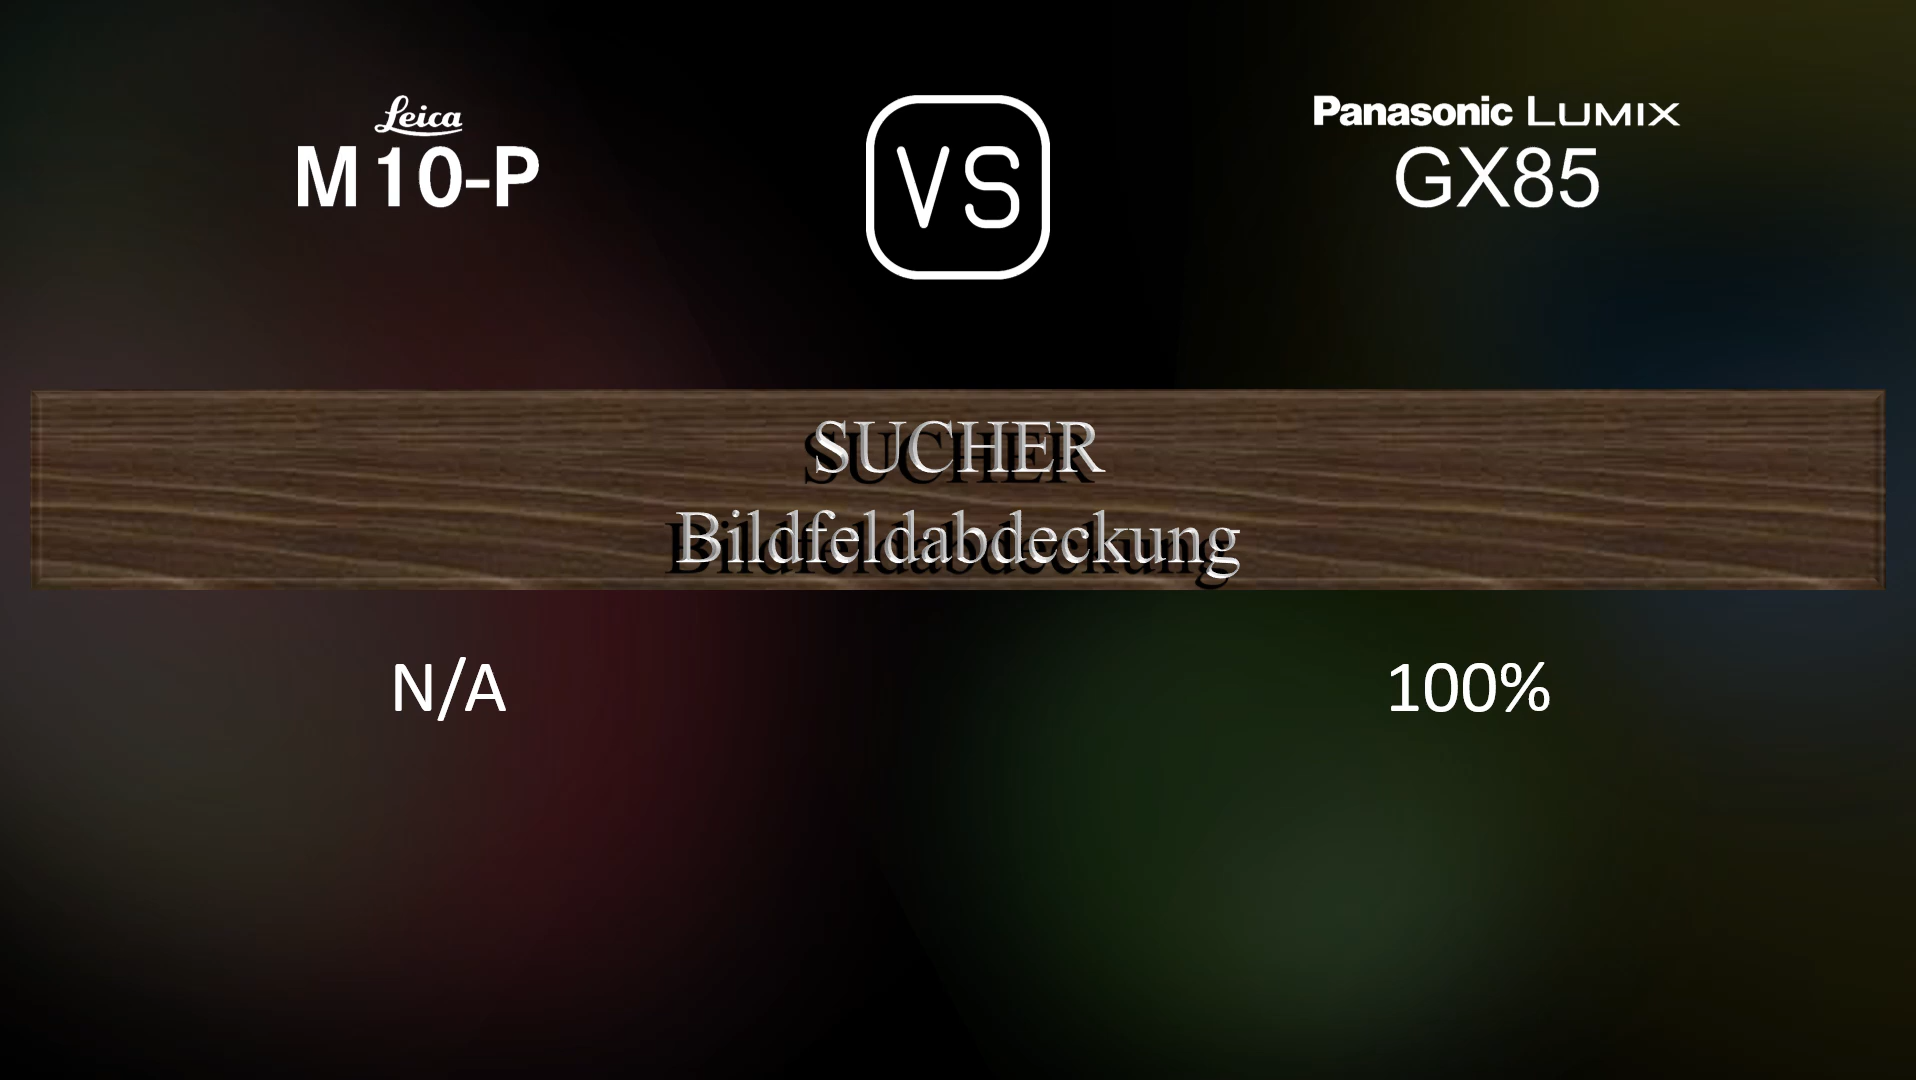 Leica
M10-P
VS
Panasonic LUMIX
GX85
SUCHER
Bildfeldabdeckung
N/A
100%